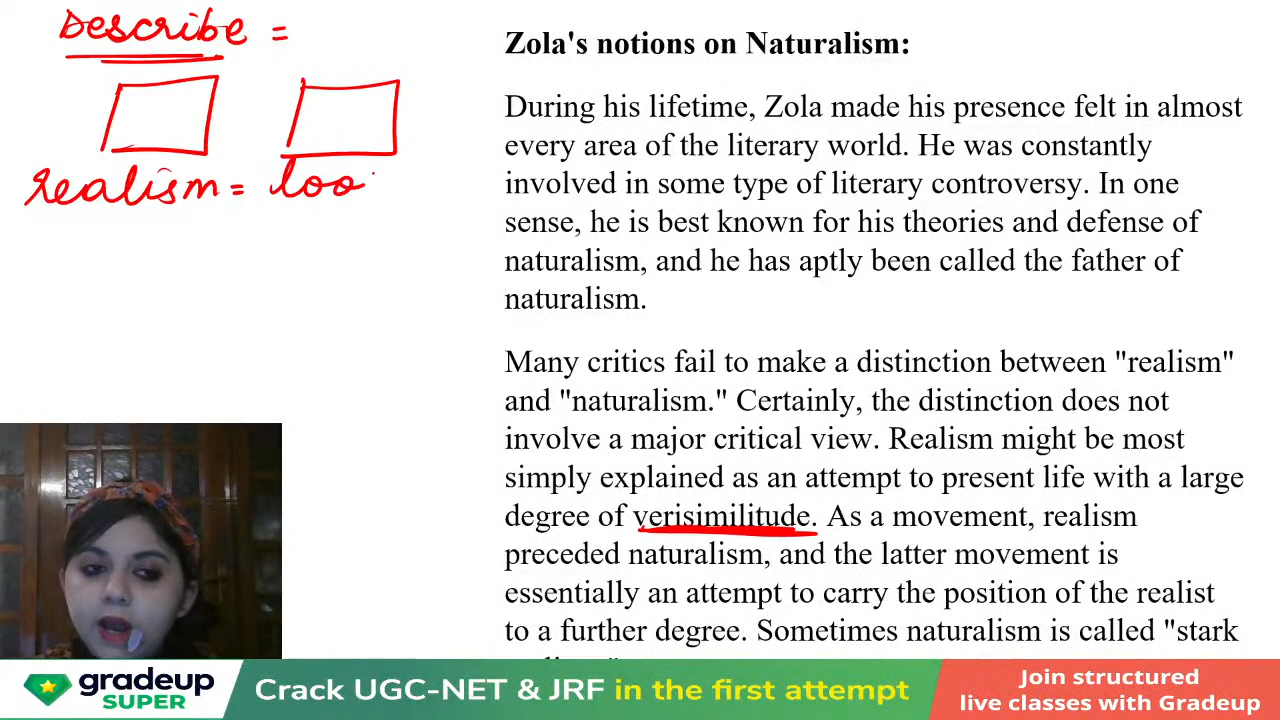 Describe =
realism = loo
Zola's notions on Naturalism:
During his lifetime, Zola made his presence felt in almost
every area of the literary world. He was constantly
involved in some type of literary controversy. In one
sense, he is best known for his theories and defense of
naturalism, and he has aptly been called the father of
naturalism.
Many critics fail to make a distinction between "realism"
and "naturalism." Certainly, the distinction does not
involve a major critical view. Realism might be most
simply explained as an attempt to present life with a large
degree of verisimilitude. As a movement, realism
preceded naturalism, and the latter movement is
essentially an attempt to carry the position of the realist
to a further degree. Sometimes naturalism is called "stark
gradeup
SUPER
Crack UGC-NET & JRF in the first attempt
Join structured
live classes with Gradeup